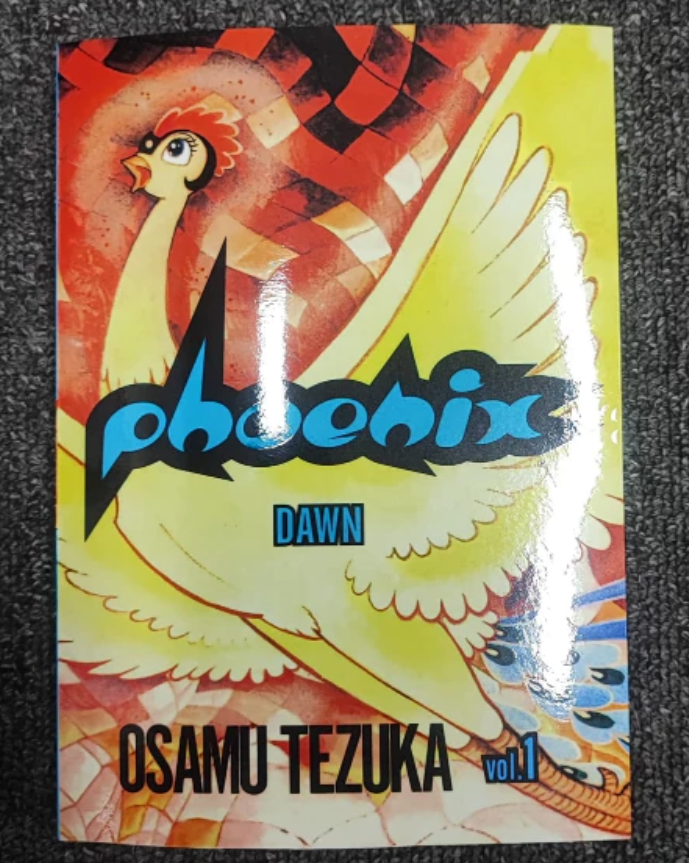 phoenix
DAWN
OSAMU TEZUKA
vol.1